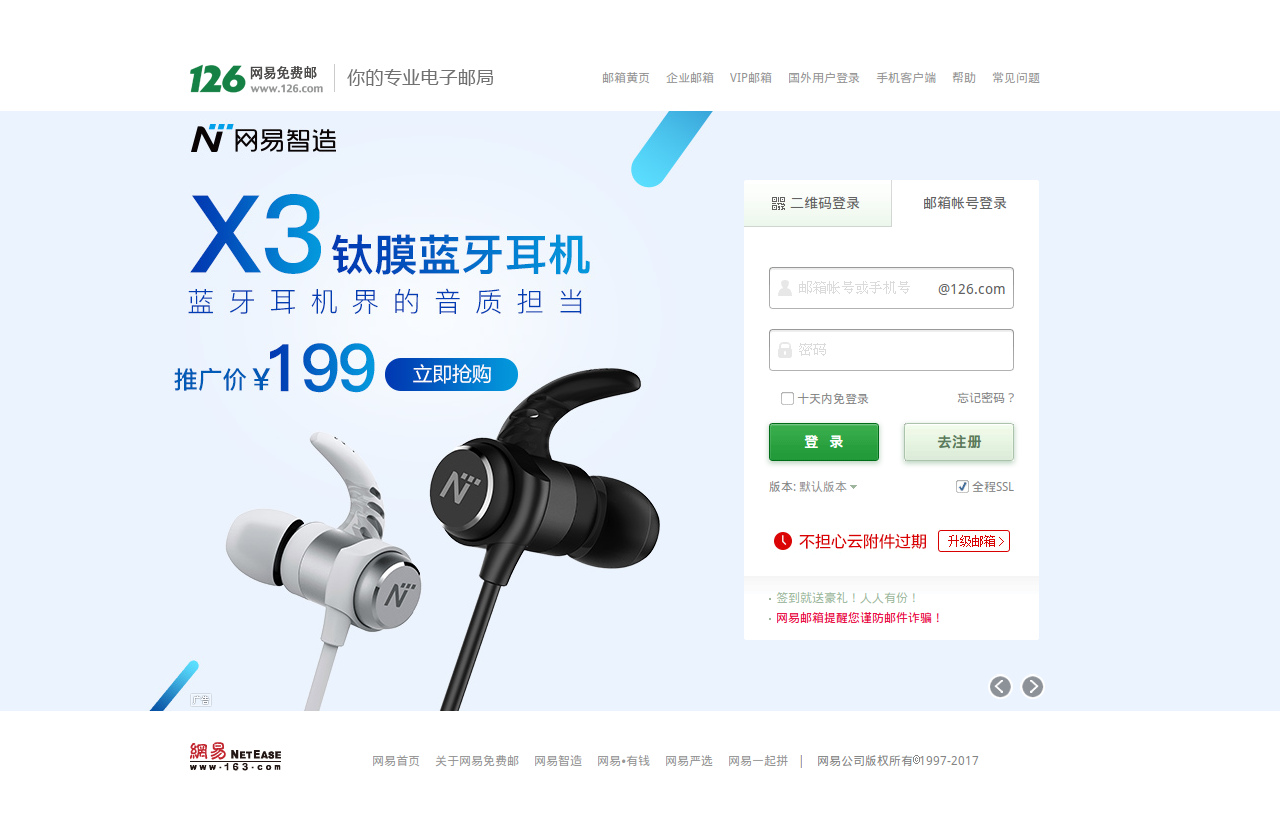 126 网易免费邮 www.126.com 你的专业电子邮局
邮箱黄页 企业邮箱 VIP邮箱 国外用户登录 手机客户端 帮助 常见问题
N 网易智造
X3 钛膜蓝牙耳机
蓝牙耳机界的音质担当
推广价 ¥199 立即抢购
二维码登录 邮箱帐号登录
邮箱帐号或手机号 @126.com
密码
十天内免登录 忘记密码？
登 录 去注册
版本: 默认版本 全程SSL
不担心云附件过期 升级邮箱
· 签到就送豪礼！人人有份！
· 网易邮箱提醒您谨防邮件诈骗！
N
N
广告
網易 NETEASE
www.163.com
网易首页 关于网易免费邮 网易智造 网易•有钱 网易严选 网易一起拼 | 网易公司版权所有©1997-2017